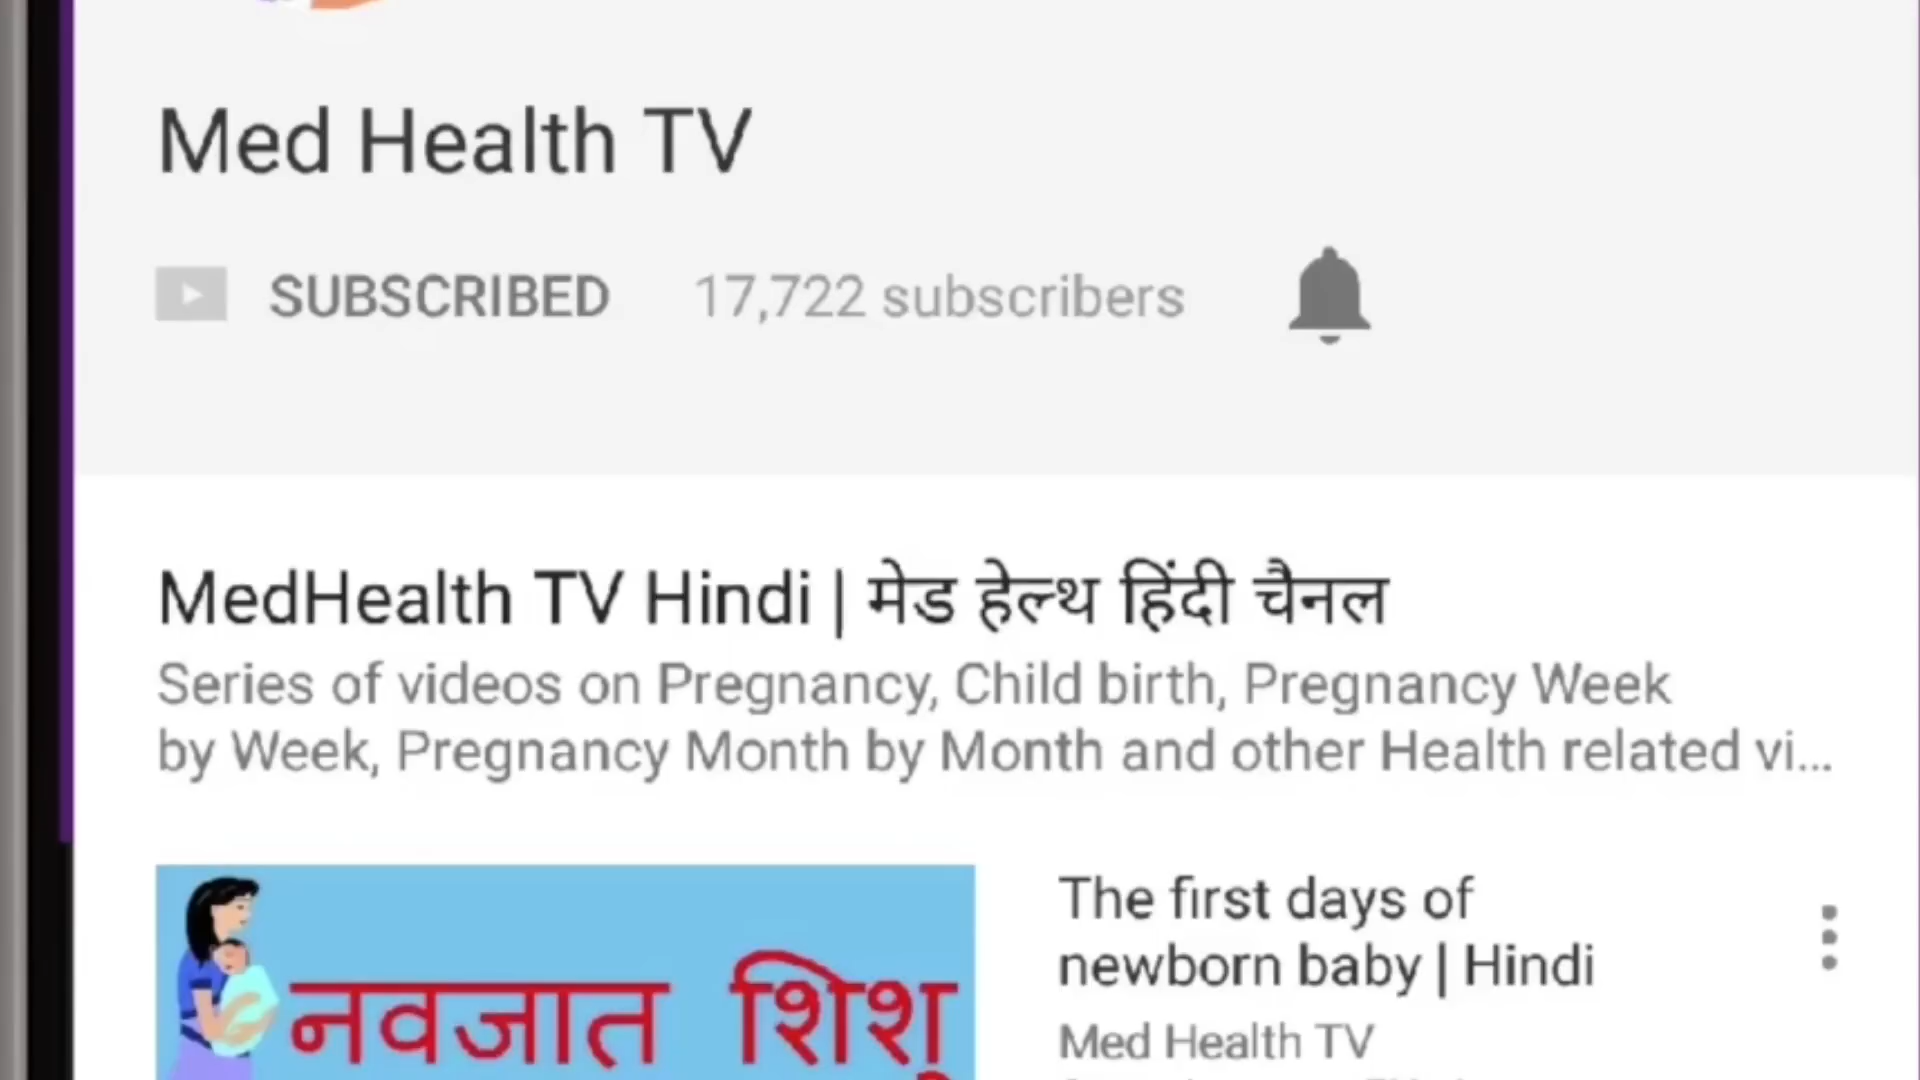 Med Health TV
SUBSCRIBED 17,722 subscribers
MedHealth TV Hindi | मेड हेल्थ हिंदी चैनल
Series of videos on Pregnancy, Child birth, Pregnancy Week
by Week, Pregnancy Month by Month and other Health related vi...
नवजात शिशु
The first days of
newborn baby | Hindi
Med Health TV